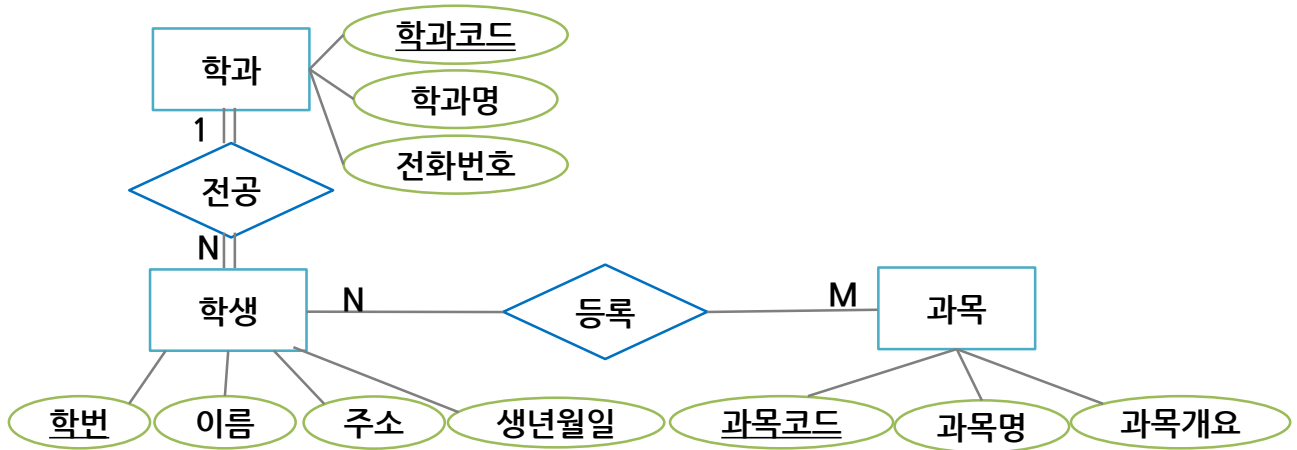 학과코드
학과
학과명
1
전화번호
전공
N
학생
N
등록
M
과목
학번
이름
주소
생년월일
과목코드
과목명
과목개요